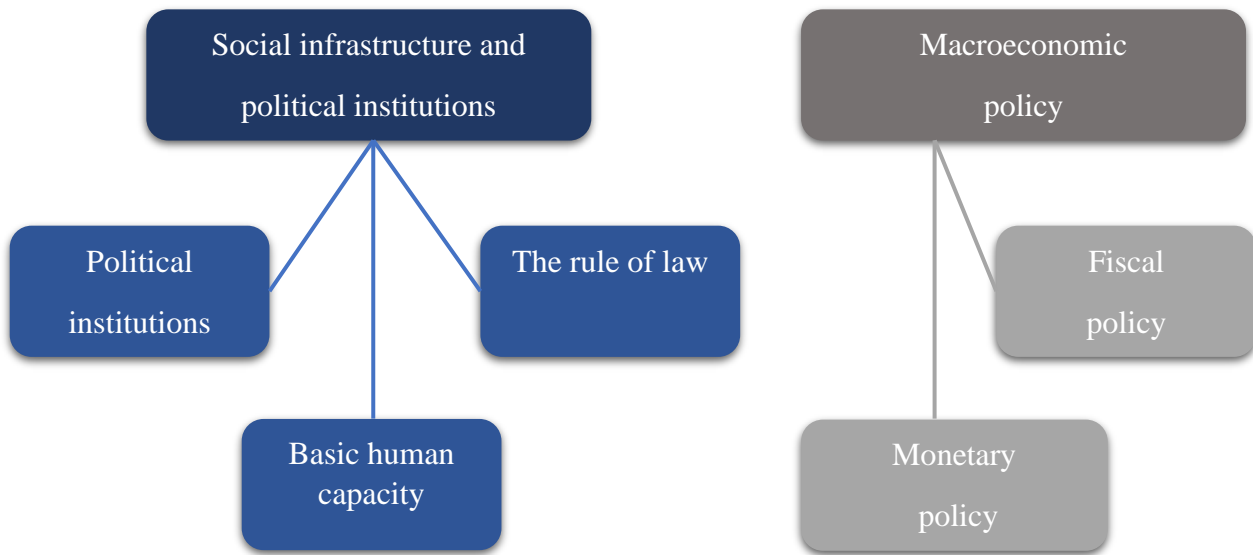 Social infrastructure and
political institutions
Macroeconomic
policy
Political
institutions
The rule of law
Fiscal
policy
Basic human
capacity
Monetary
policy